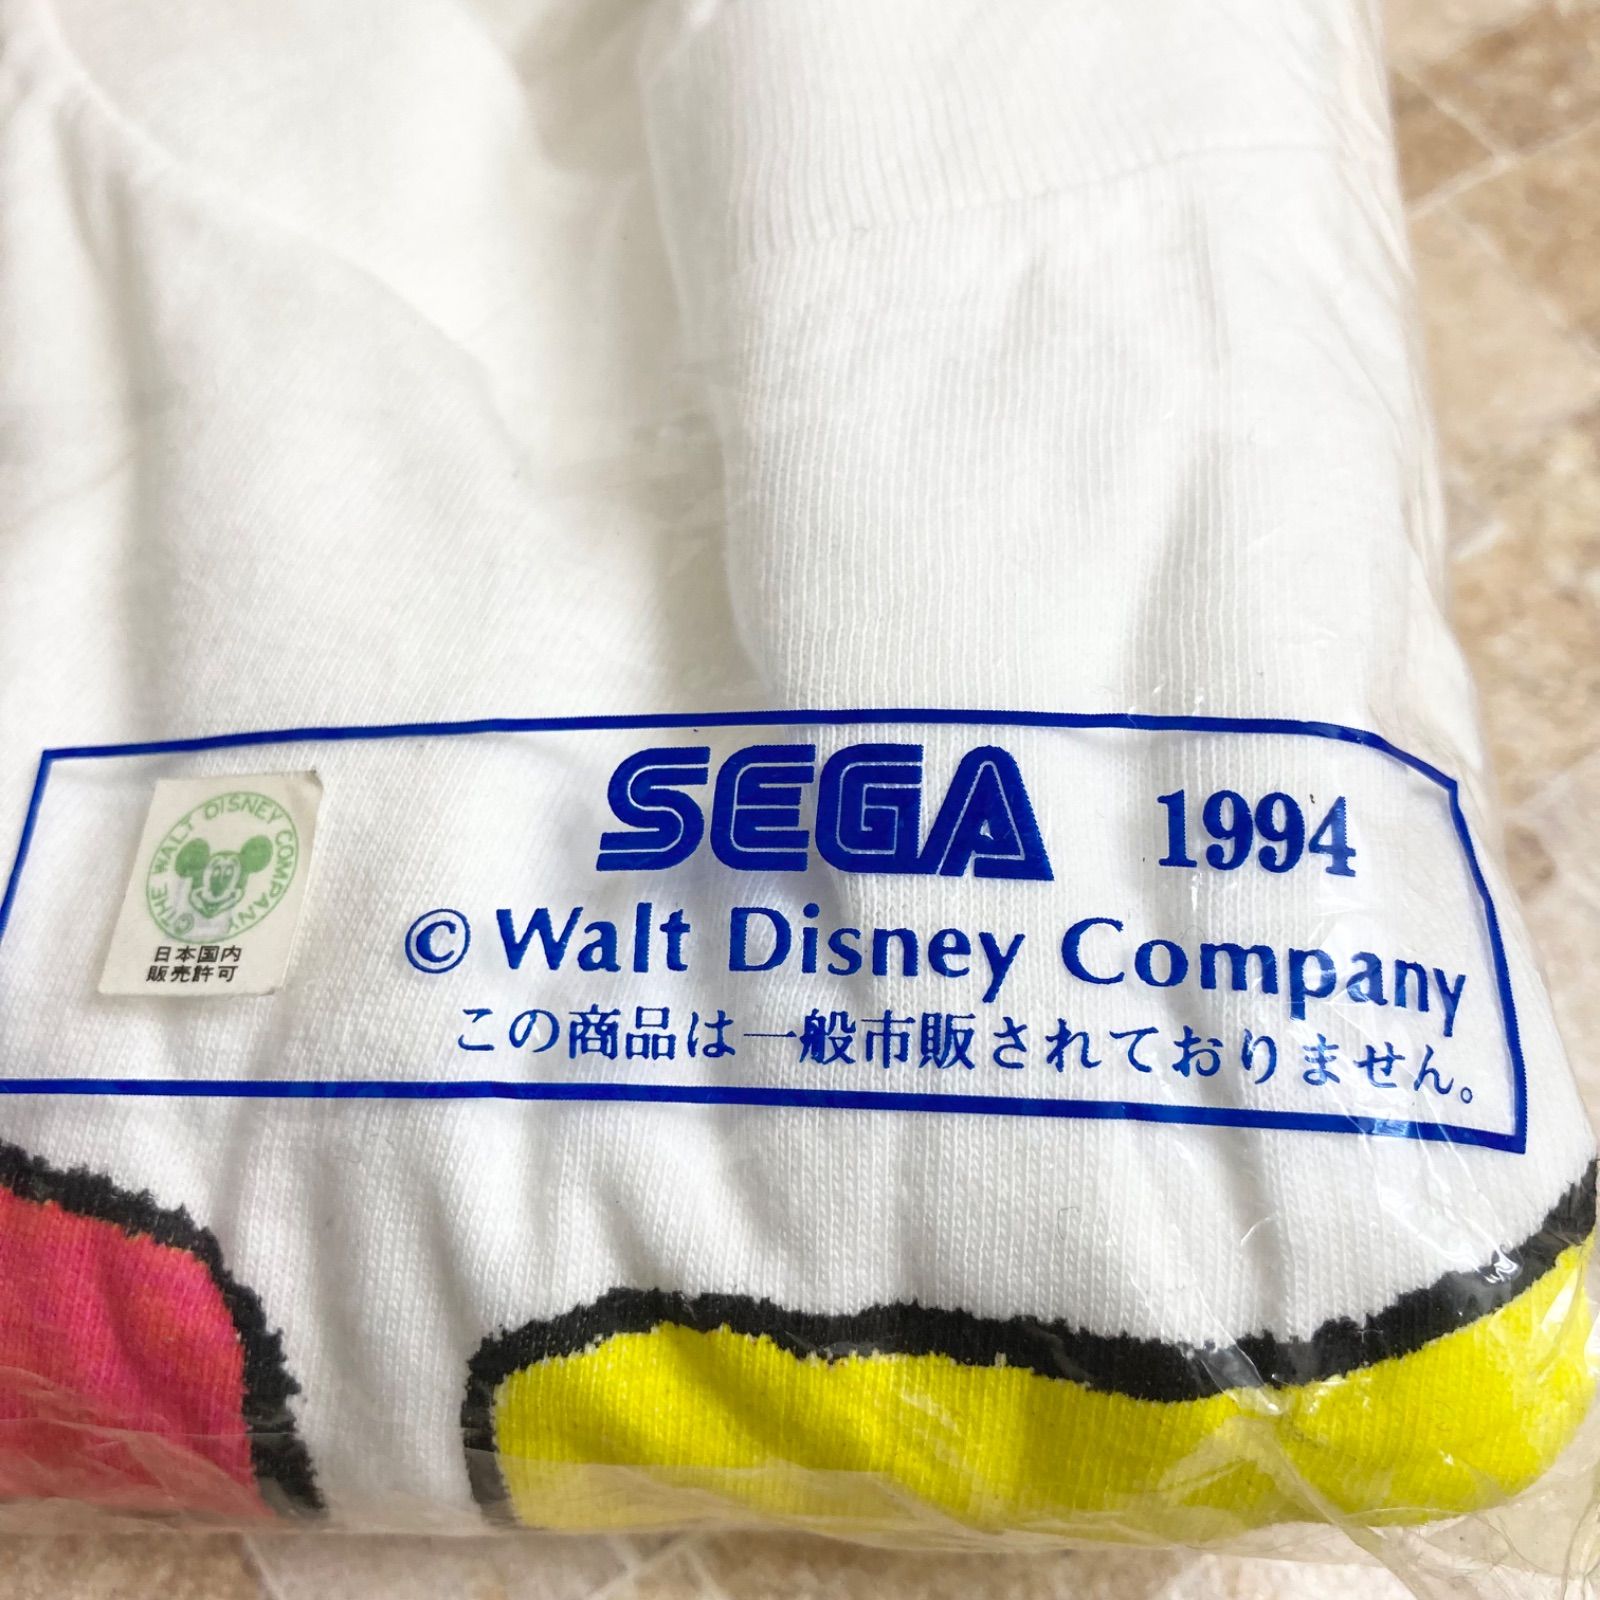 ©THE WALT DISNEY COMPANY
日本国内
販売許可
SEGA 1994
© Walt Disney Company
この商品は一般市販されておりません。